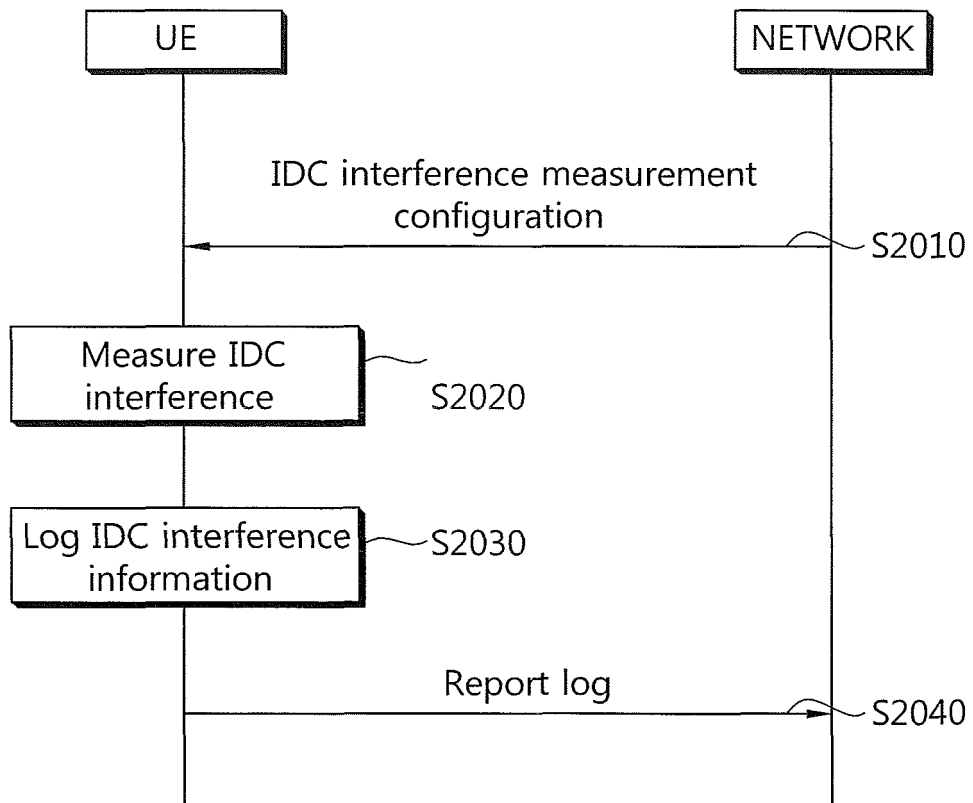 UE
NETWORK
IDC interference measurement
configuration
S2010
Measure IDC
interference
S2020
Log IDC interference
information
S2030
Report log
S2040